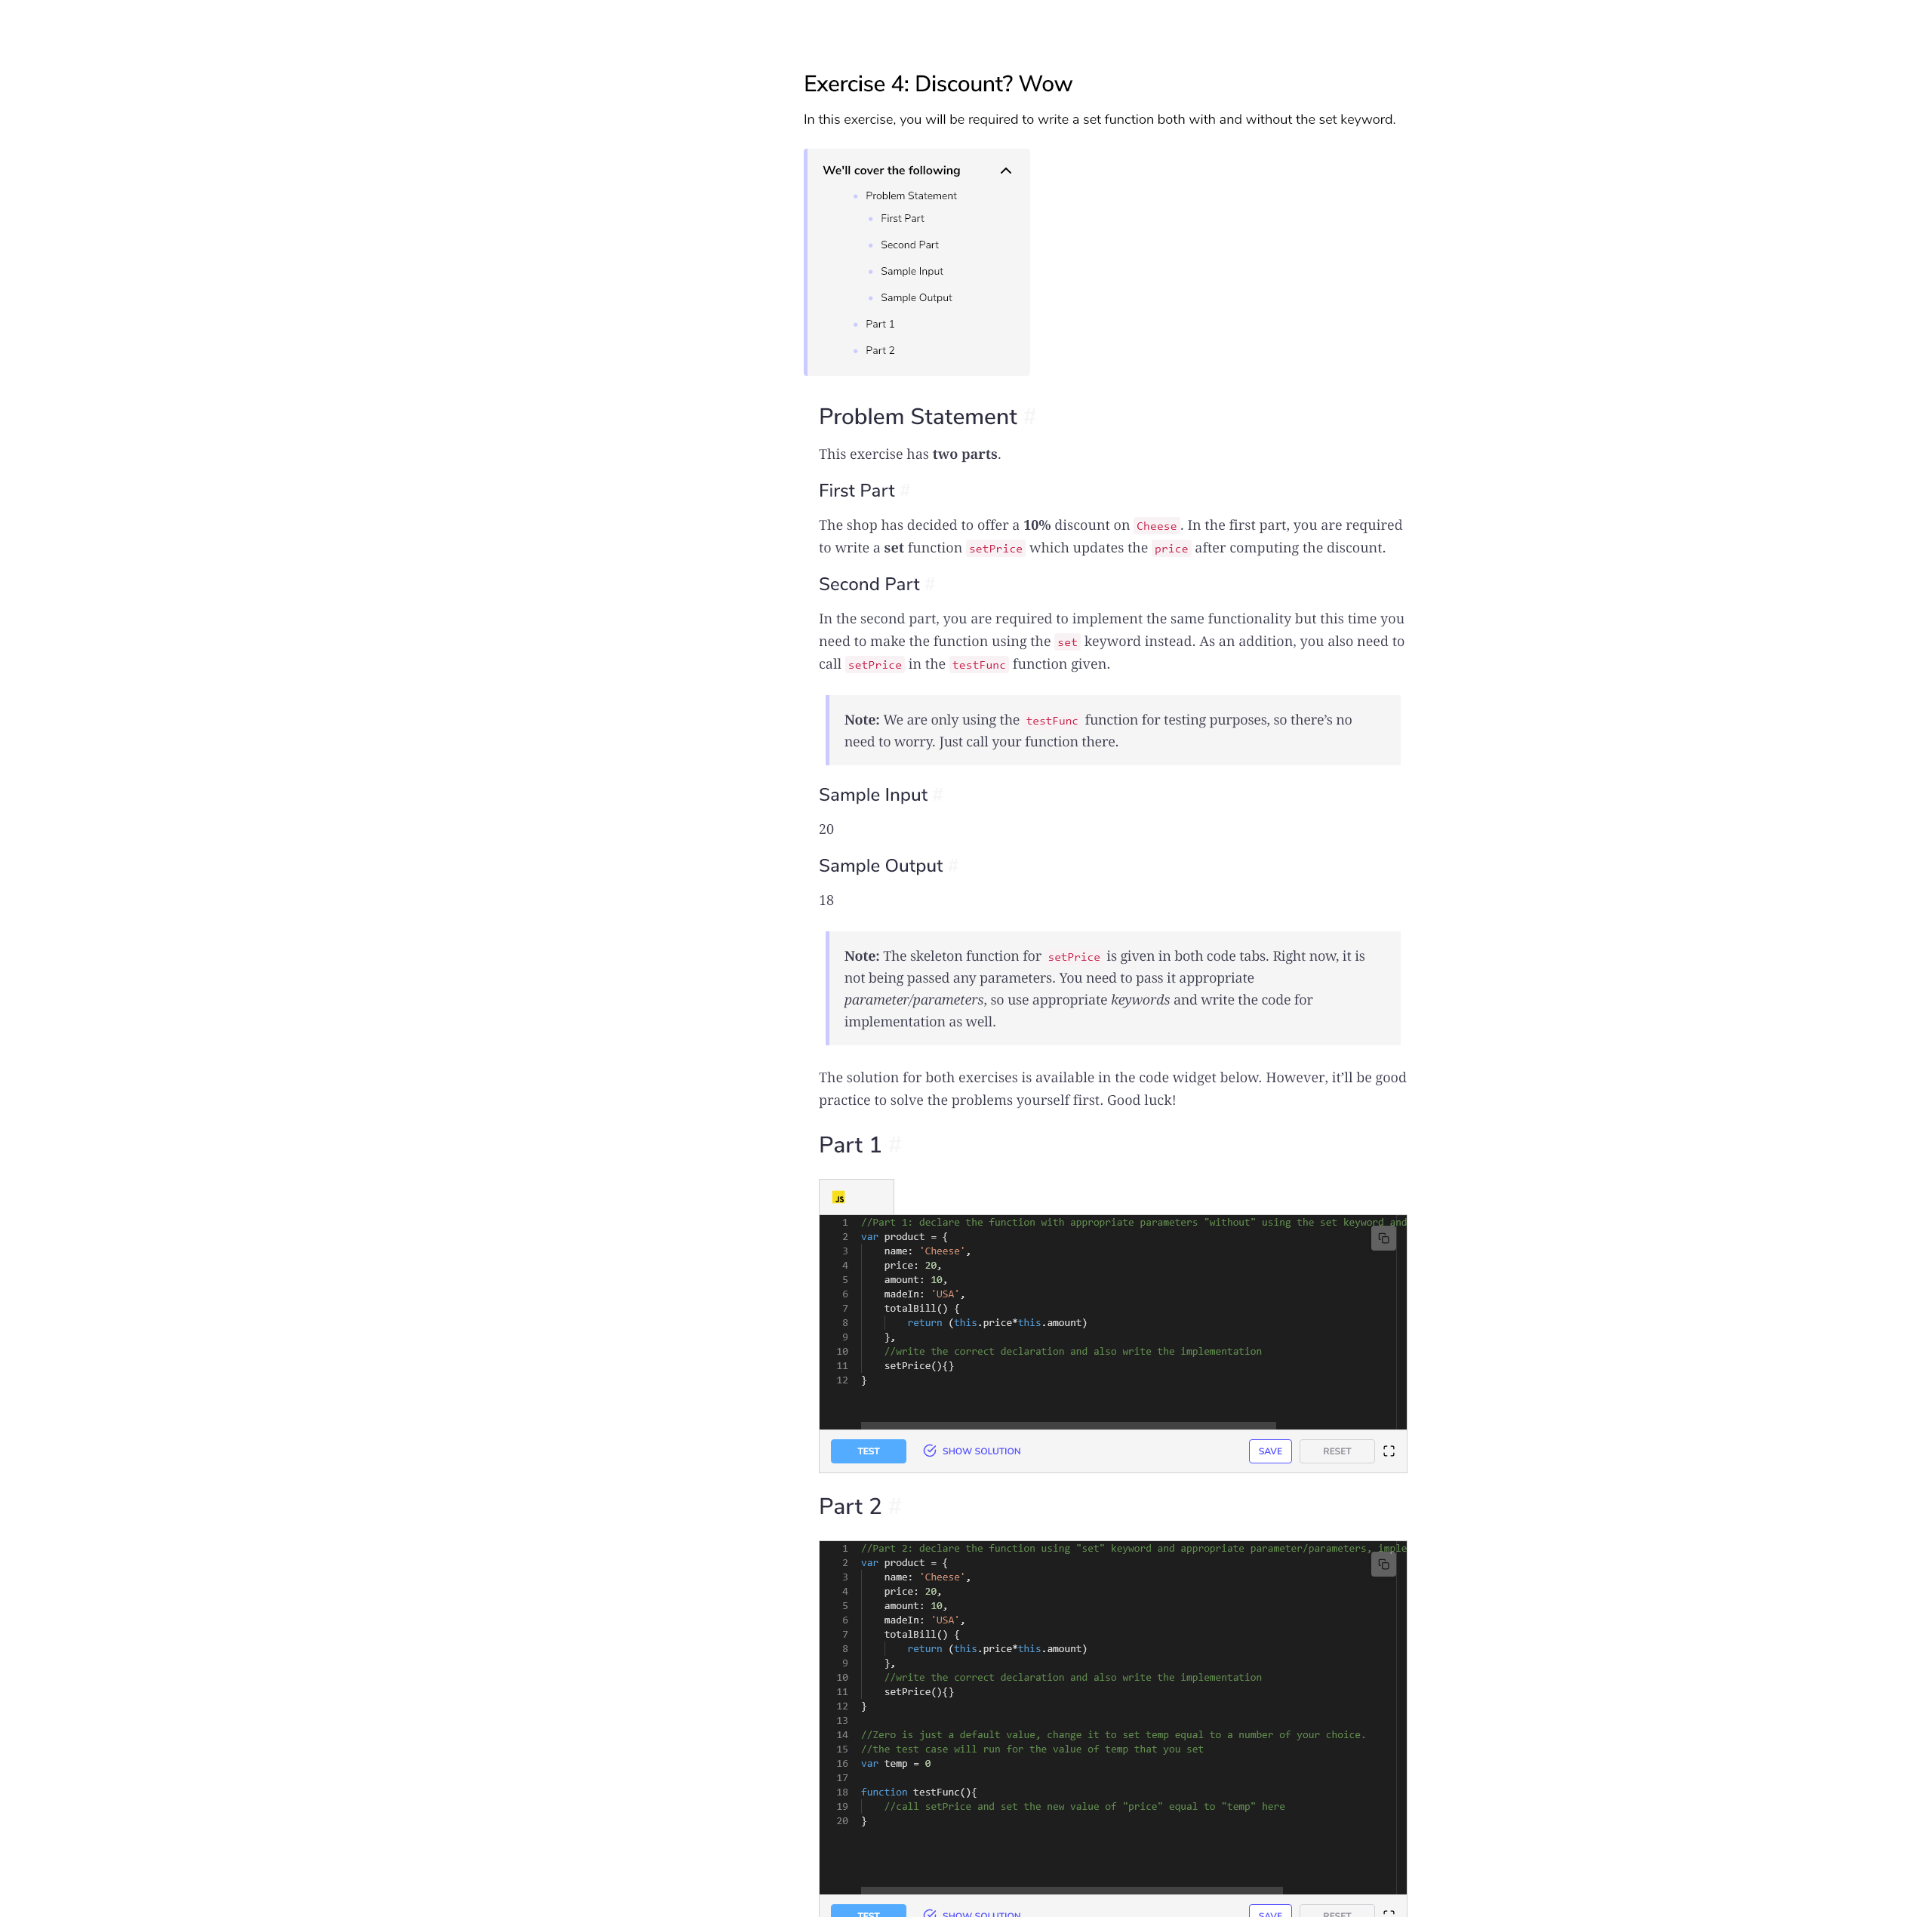 Exercise 4: Discount? Wow
In this exercise, you will be required to write a set function both with and without the set keyword.
We'll cover the following
Problem Statement
First Part
Second Part
Sample Input
Sample Output
Part 1
Part 2
Problem Statement #
This exercise has two parts.
First Part #
The shop has decided to offer a 10% discount on Cheese. In the first part, you are required
to write a set function setPrice which updates the price after computing the discount.
Second Part #
In the second part, you are required to implement the same functionality but this time you
need to make the function using the set keyword instead. As an addition, you also need to
call setPrice in the testFunc function given.
Note: We are only using the testFunc function for testing purposes, so there's no
need to worry. Just call your function there.
Sample Input #
20
Sample Output #
18
Note: The skeleton function for setPrice is given in both code tabs. Right now, it is
not being passed any parameters. You need to pass it appropriate
parameter/parameters, so use appropriate keywords and write the code for
implementation as well.
The solution for both exercises is available in the code widget below. However, it'll be good
practice to solve the problems yourself first. Good luck!
Part 1 #
JS
1 //Part 1: declare the function with appropriate parameters "without" using the set keyword and
2 var product = {
3 name: 'Cheese',
4 price: 20,
5 amount: 10,
6 madeIn: 'USA',
7 totalBill() {
8 return (this.price*this.amount)
9 },
10 //write the correct declaration and also write the implementation
11 setPrice(){}
12 }
TEST SHOW SOLUTION SAVE RESET
Part 2 #
1 //Part 2: declare the function using "set" keyword and appropriate parameter/parameters, imple
2 var product = {
3 name: 'Cheese',
4 price: 20,
5 amount: 10,
6 madeIn: 'USA',
7 totalBill() {
8 return (this.price*this.amount)
9 },
10 //write the correct declaration and also write the implementation
11 setPrice(){}
12 }
13
14 //Zero is just a default value, change it to set temp equal to a number of your choice.
15 //the test case will run for the value of temp that you set
16 var temp = 0
17
18 function testFunc(){
19 //call setPrice and set the new value of "price" equal to "temp" here
20 }
TEST SHOW SOLUTION SAVE RESET